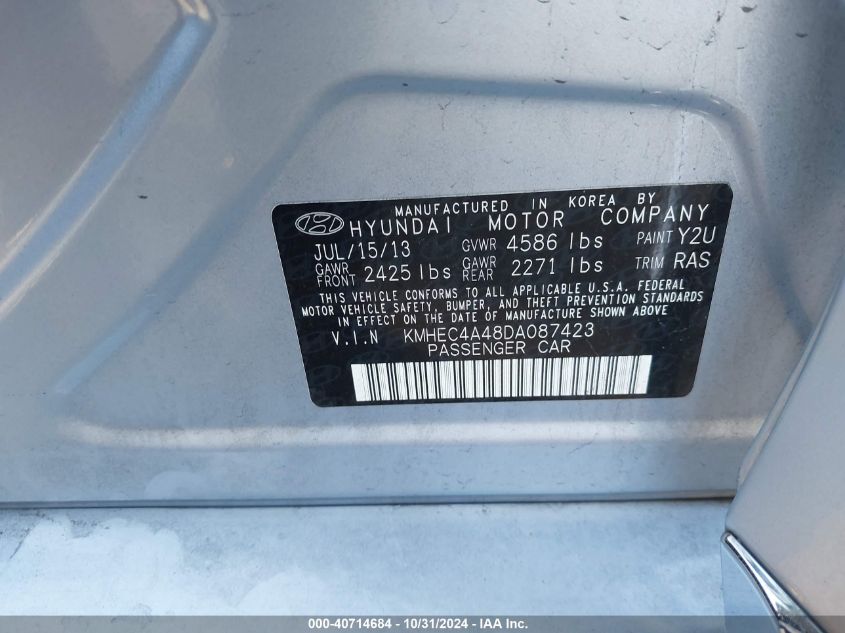 MANUFACTURED IN KOREA BY
HYUNDAI MOTOR COMPANY
JUL/15/13 GVWR 4586 lbs PAINT Y2U
GAWR FRONT 2425 lbs GAWR REAR 2271 lbs TRIM RAS
THIS VEHICLE CONFORMS TO ALL APPLICABLE U.S.A. FEDERAL
MOTOR VEHICLE SAFETY, BUMPER, AND THEFT PREVENTION STANDARDS
IN EFFECT ON THE DATE OF MANUFACTURE SHOWN ABOVE
V.I.N KMHEC4A48DA087423
PASSENGER CAR
000-40714684 - 10/31/2024 - IAA Inc.